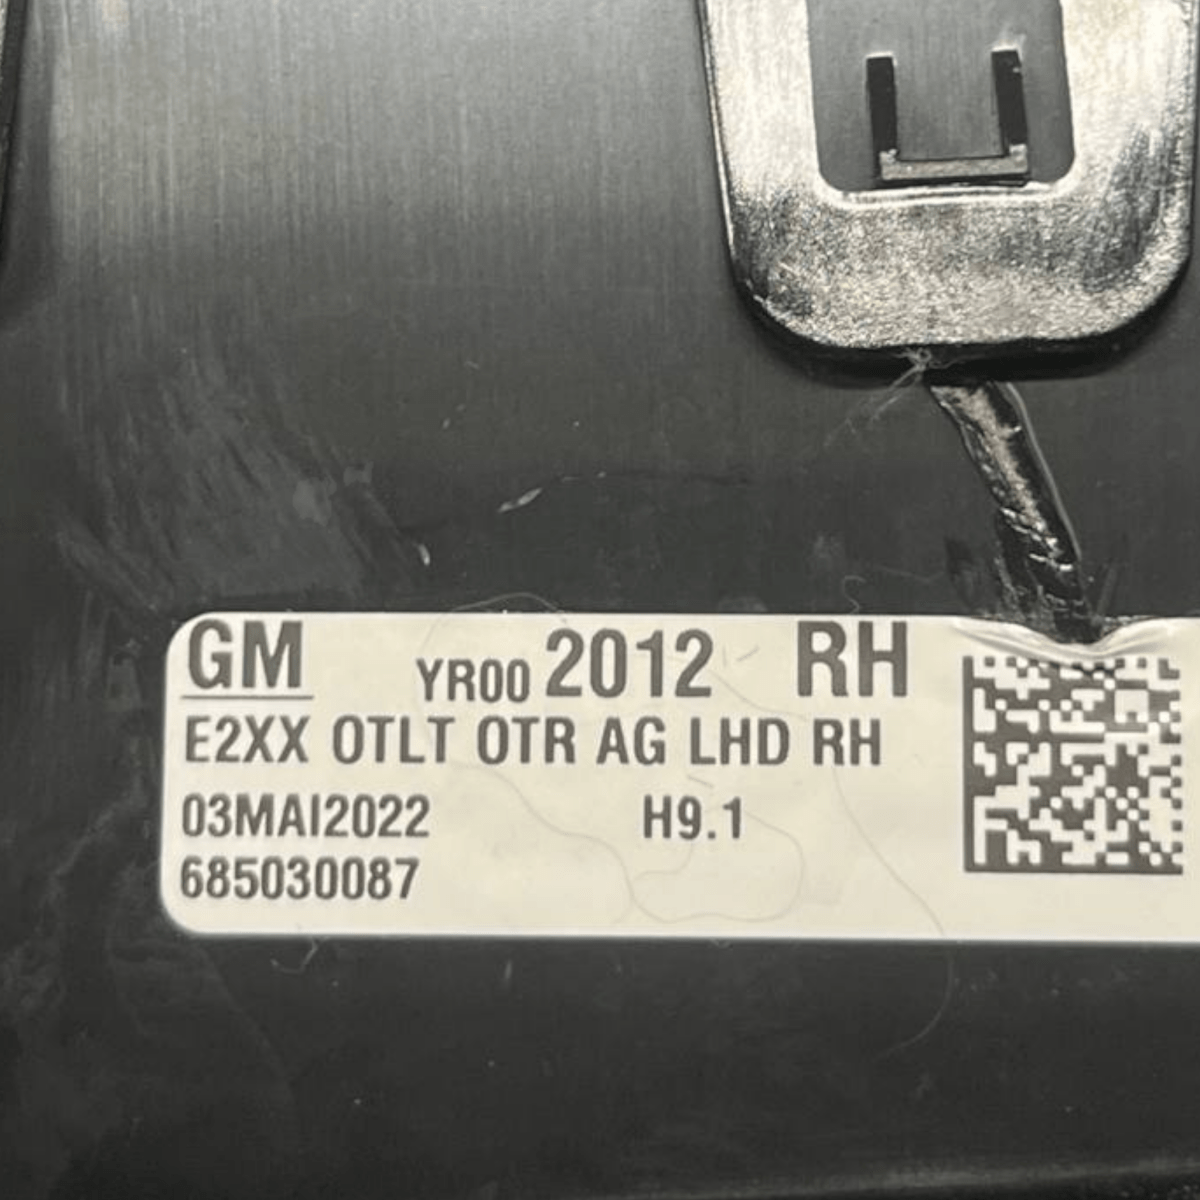 GM YR00 2012 RH
E2XX OTLT OTR AG LHD RH
03MAI2022 H9.1
685030087